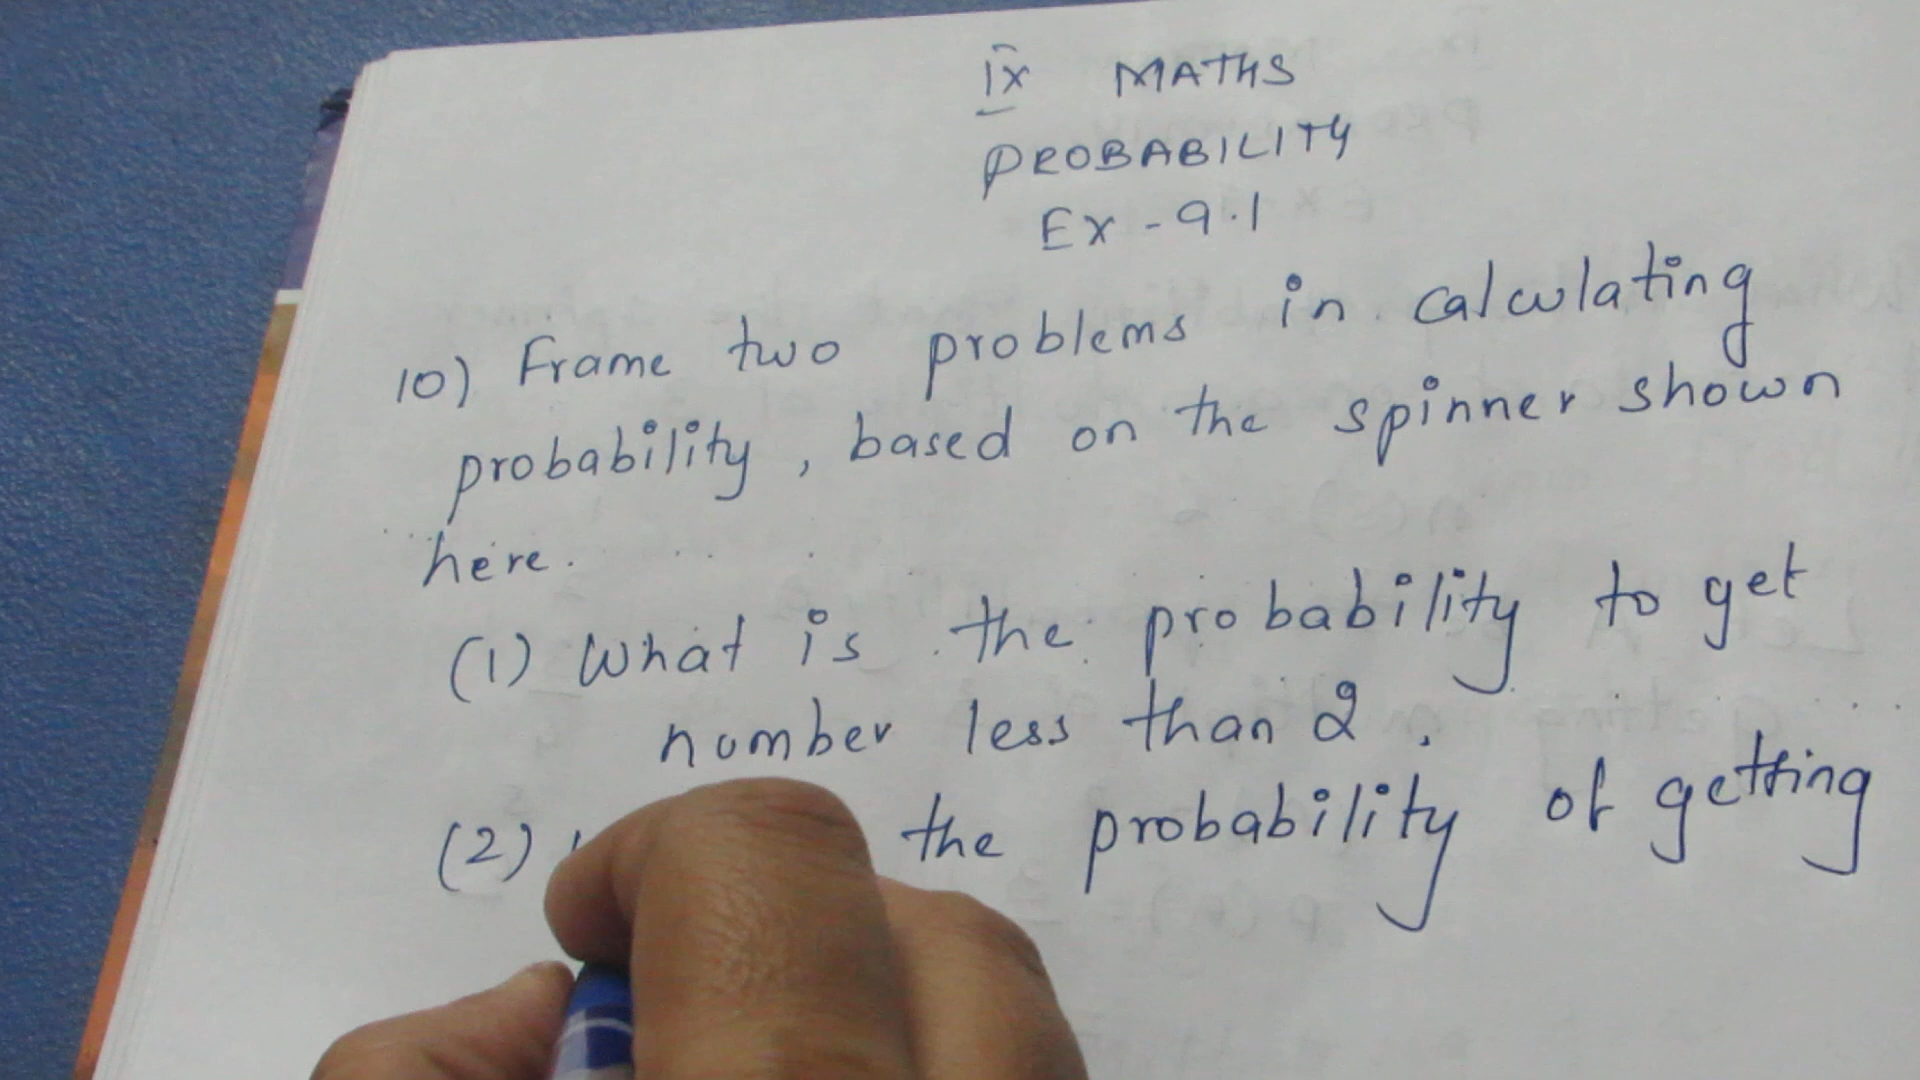 IX MATHS
PROBABILITY
Ex - 9.1
10) Frame two problems in calculating
probability, based on the spinner shown
here.
(1) What is the probability to get
number less than 2.
(2) the probability of getting